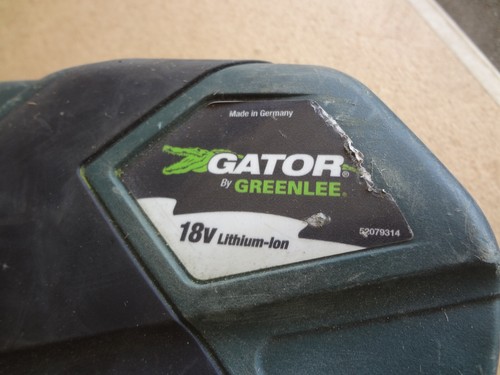 Made in Germany
GATOR®
By GREENLEE®
18V Lithium-Ion
52079314